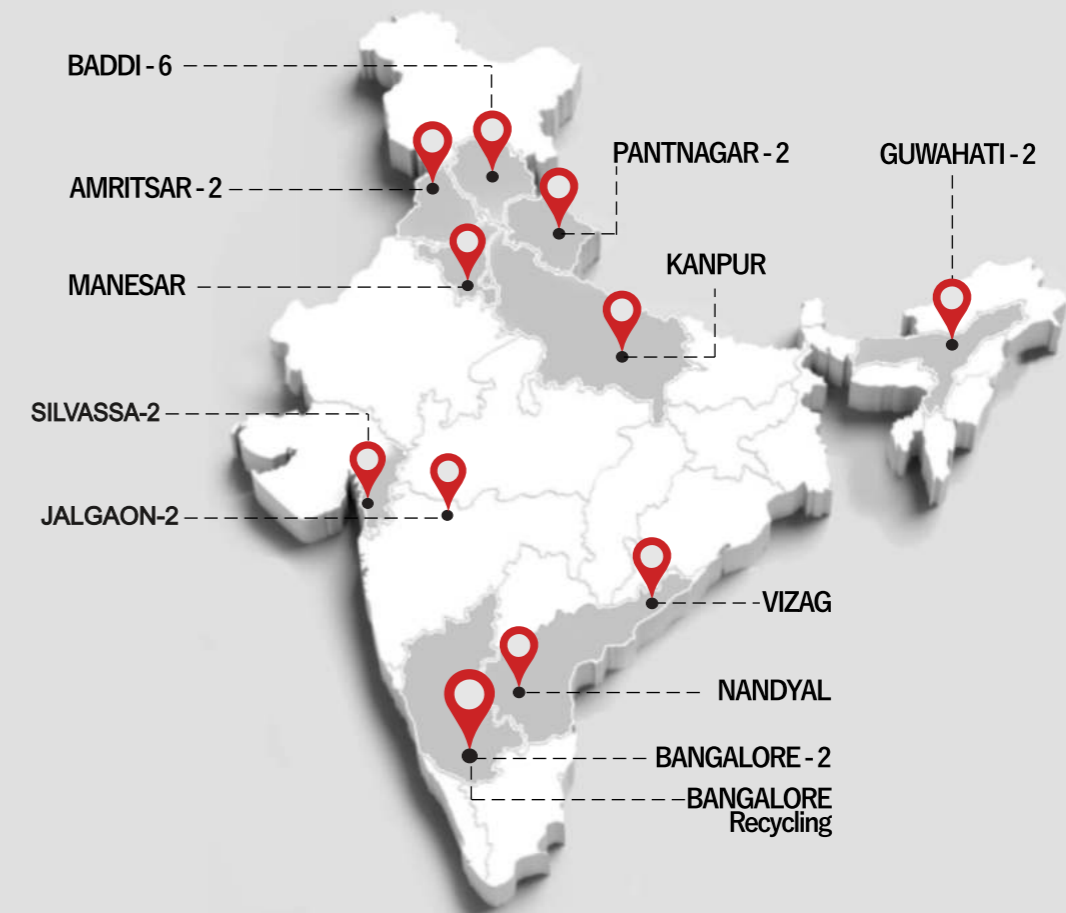 BADDI - 6
PANTNAGAR - 2
GUWAHATI - 2
AMRITSAR - 2
KANPUR
MANESAR
SILVASSA-2
JALGAON-2
VIZAG
NANDYAL
BANGALORE - 2
BANGALORE
Recycling